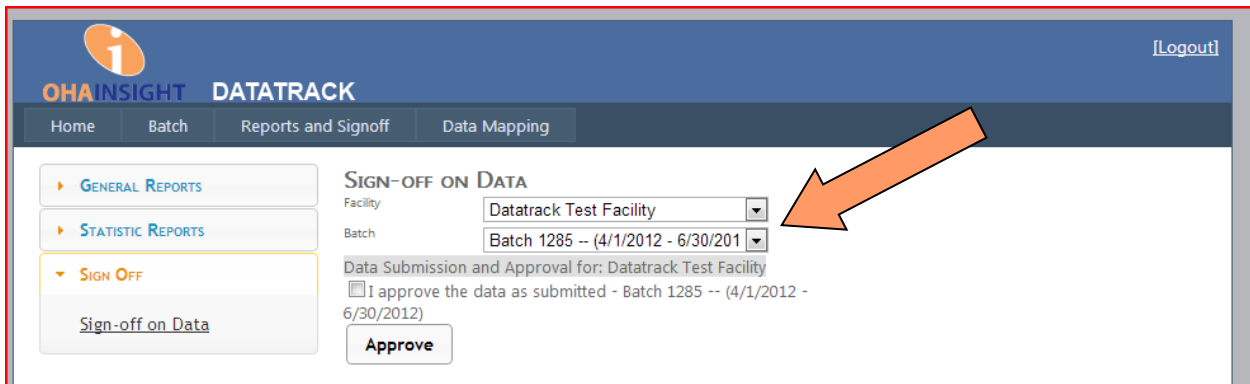 [Logout]
i
OHAINSIGHT DATATRACK
Home Batch Reports and Signoff Data Mapping
GENERAL REPORTS
STATISTIC REPORTS
SIGN OFF
Sign-off on Data
SIGN-OFF ON DATA
Facility Datatrack Test Facility
Batch Batch 1285 -- (4/1/2012 - 6/30/201
Data Submission and Approval for: Datatrack Test Facility
I approve the data as submitted - Batch 1285 -- (4/1/2012 -
6/30/2012)
Approve